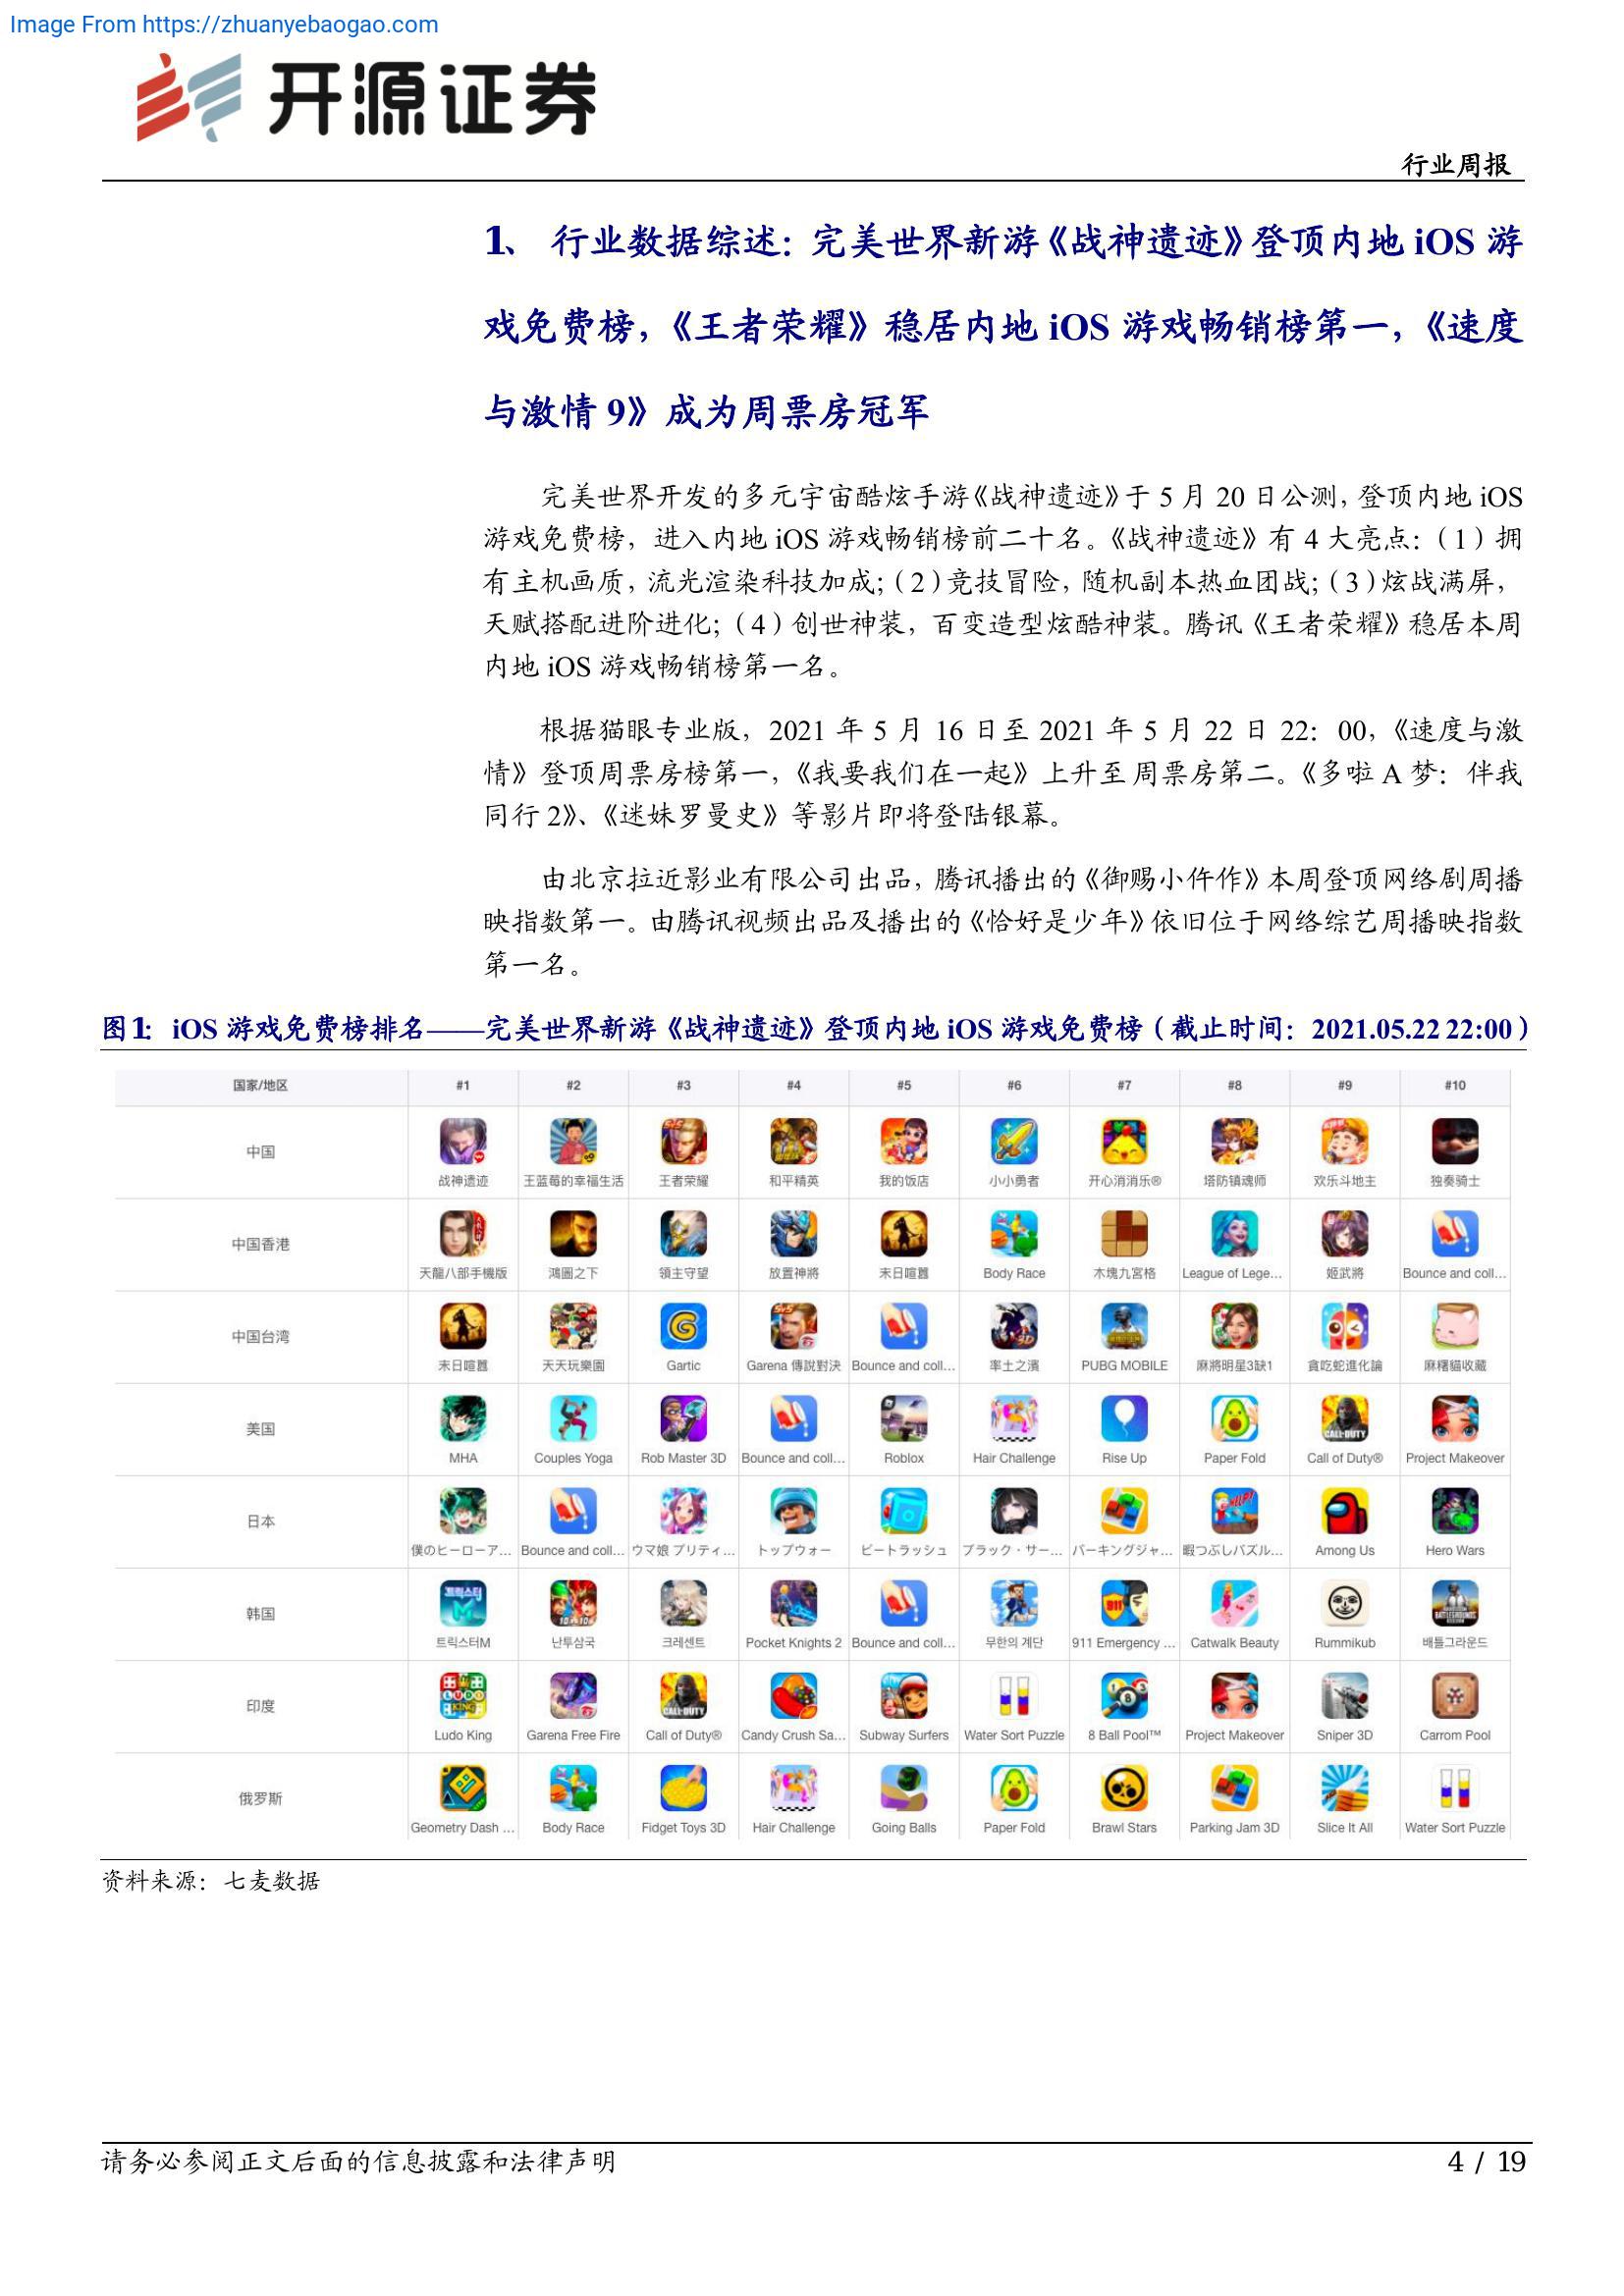 Image From https://zhuanyebaogao.com
开源证券
行业周报
1、 行业数据综述：完美世界新游《战神遗迹》登顶内地 iOS 游
戏免费榜，《王者荣耀》稳居内地 iOS 游戏畅销榜第一，《速度
与激情 9》成为周票房冠军
完美世界开发的多元宇宙酷炫手游《战神遗迹》于 5 月 20 日公测，登顶内地 iOS
游戏免费榜，进入内地 iOS 游戏畅销榜前二十名。《战神遗迹》有 4 大亮点：（1）拥
有主机画质，流光渲染科技加成；（2）竞技冒险，随机副本热血团战；（3）炫战满屏，
天赋搭配进阶进化；（4）创世神装，百变造型炫酷神装。腾讯《王者荣耀》稳居本周
内地 iOS 游戏畅销榜第一名。
根据猫眼专业版，2021 年 5 月 16 日至 2021 年 5 月 22 日 22：00，《速度与激
情》登顶周票房榜第一，《我要我们在一起》上升至周票房第二。《多啦 A 梦：伴我
同行 2》、《迷妹罗曼史》等影片即将登陆银幕。
由北京拉近影业有限公司出品，腾讯播出的《御赐小仵作》本周登顶网络剧周播
映指数第一。由腾讯视频出品及播出的《恰好是少年》依旧位于网络综艺周播映指数
第一名。
图1： iOS 游戏免费榜排名——完美世界新游《战神遗迹》登顶内地 iOS 游戏免费榜（截止时间：2021.05.22 22:00）
国家/地区 #1 #2 #3 #4 #5 #6 #7 #8 #9 #10
中国 战神遗迹 王蓝莓的幸福生活 王者荣耀 和平精英 我的饭店 小小勇者 开心消消乐® 塔防镇魂师 欢乐斗地主 独奏骑士
中国香港 天龍八部手機版 鴻圖之下 領主守望 放置神將 末日喧囂 Body Race 木塊九宮格 League of Lege... 姬武將 Bounce and coll...
中国台湾 末日喧囂 天天玩樂園 Gartic Garena 傳說對決 Bounce and coll... 率土之濱 PUBG MOBILE 麻將明星3缺1 貪吃蛇進化論 麻糬貓收藏
美国 MHA Couples Yoga Rob Master 3D Bounce and coll... Roblox Hair Challenge Rise Up Paper Fold Call of Duty® Project Makeover
日本 僕のヒーローア... Bounce and coll... ウマ娘 プリティ... トップウォー ビートラッシュ ブラック・サー... パーキングジャ... 暇つぶしパズル... Among Us Hero Wars
韩国 트릭스터M 난투삼국 크레센트 Pocket Knights 2 Bounce and coll... 무한의 계단 911 Emergency ... Catwalk Beauty Rummikub 배틀그라운드
印度 Ludo King Garena Free Fire Call of Duty® Candy Crush Sa... Subway Surfers Water Sort Puzzle 8 Ball Pool™ Project Makeover Sniper 3D Carrom Pool
俄罗斯 Geometry Dash ... Body Race Fidget Toys 3D Hair Challenge Going Balls Paper Fold Brawl Stars Parking Jam 3D Slice It All Water Sort Puzzle
资料来源：七麦数据
请务必参阅正文后面的信息披露和法律声明
4 / 19